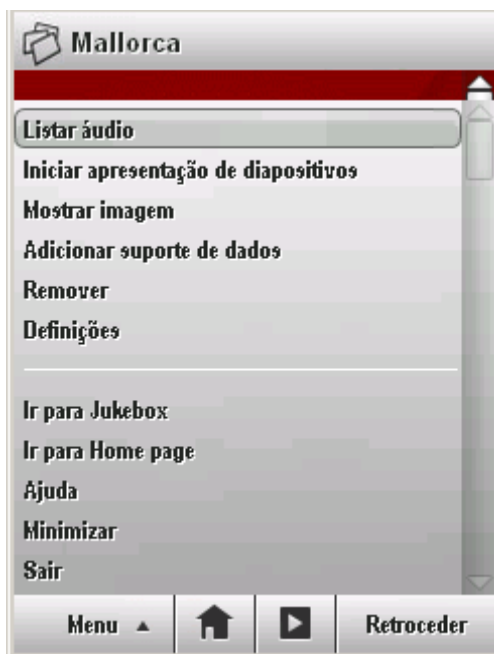 Mallorca
Listar áudio
Iniciar apresentação de diapositivos
Mostrar imagem
Adicionar suporte de dados
Remover
Definições
Ir para Jukebox
Ir para Home page
Ajuda
Minimizar
Sair
Menu
Retroceder